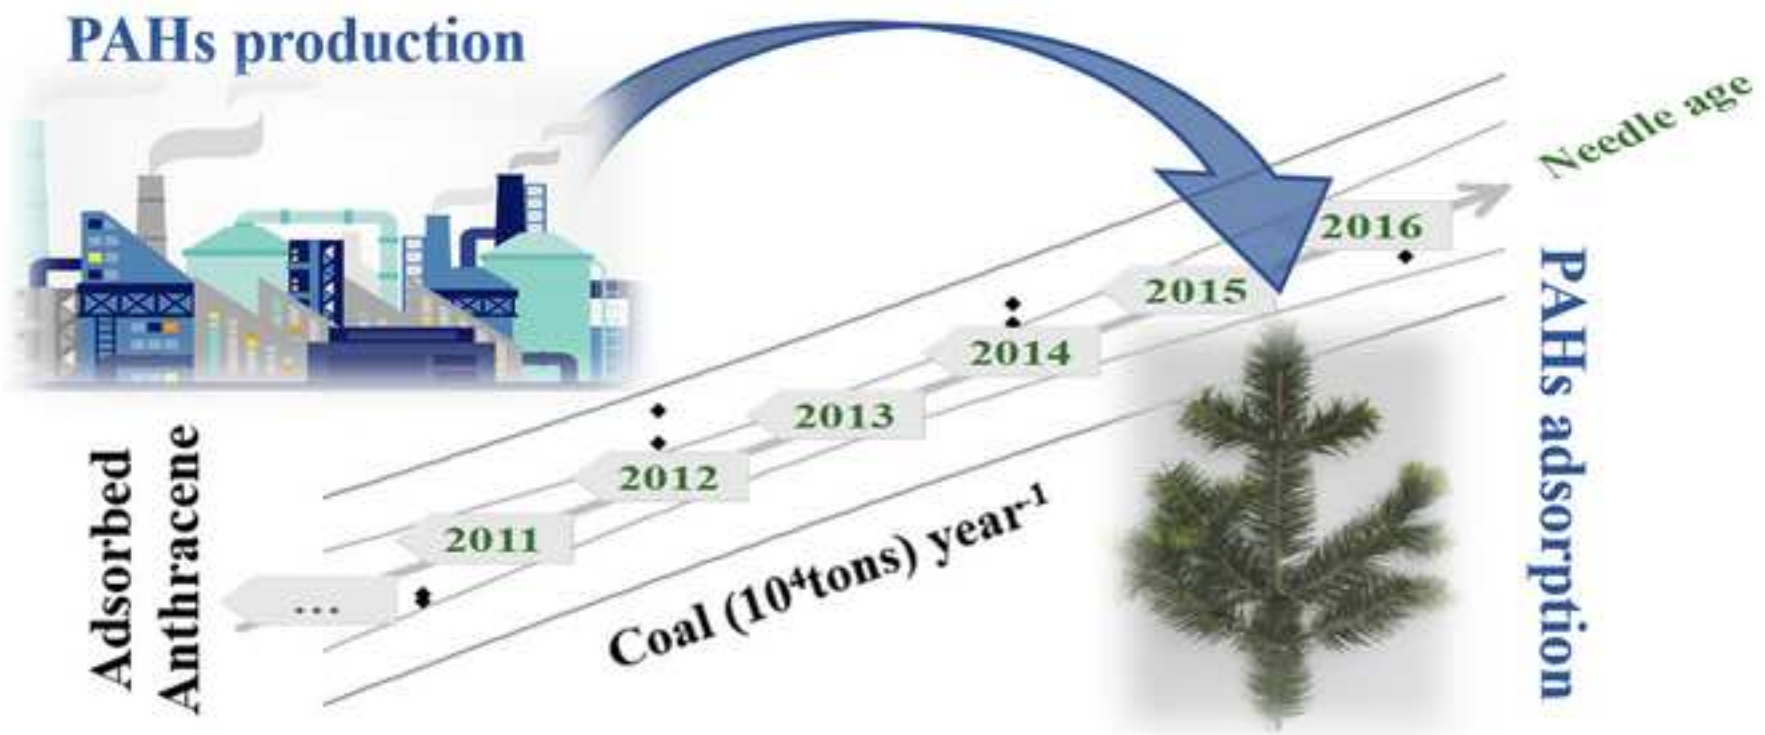 PAHs production
Needle age
2016
2015
2014
2013
2012
2011
...
Adsorbed
Anthracene
Coal (10⁴tons) year⁻¹
PAHs adsorption